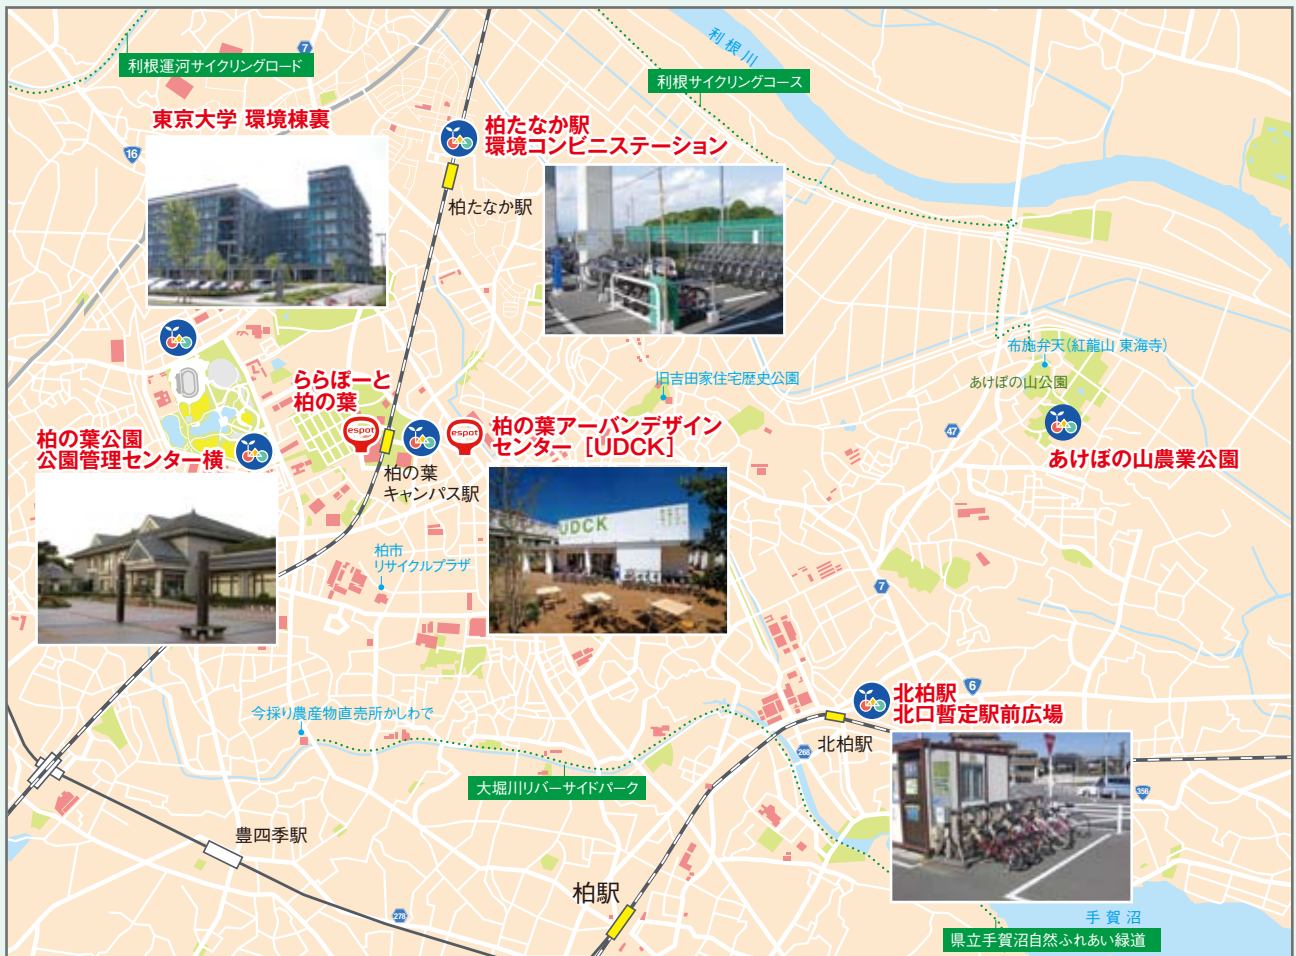 7
利根運河サイクリングロード
利根川
利根サイクリングコース
東京大学 環境棟裏
柏たなか駅
環境コンビニステーション
16
柏たなか駅
布施弁天(紅龍山 東海寺)
あけぼの山公園
旧吉田家住宅歴史公園
ららぽーと
柏の葉
espot
espot
柏の葉アーバンデザイン
センター [UDCK]
47
あけぼの山農業公園
柏の葉公園
公園管理センター横
柏の葉
キャンパス駅
UDCK
柏市
リサイクルプラザ
7
6
北柏駅
北口暫定駅前広場
今採り農産物直売所かしわで
北柏駅
268
大堀川リバーサイドパーク
356
豊四季駅
柏駅
278
手賀沼
県立手賀沼自然ふれあい緑道